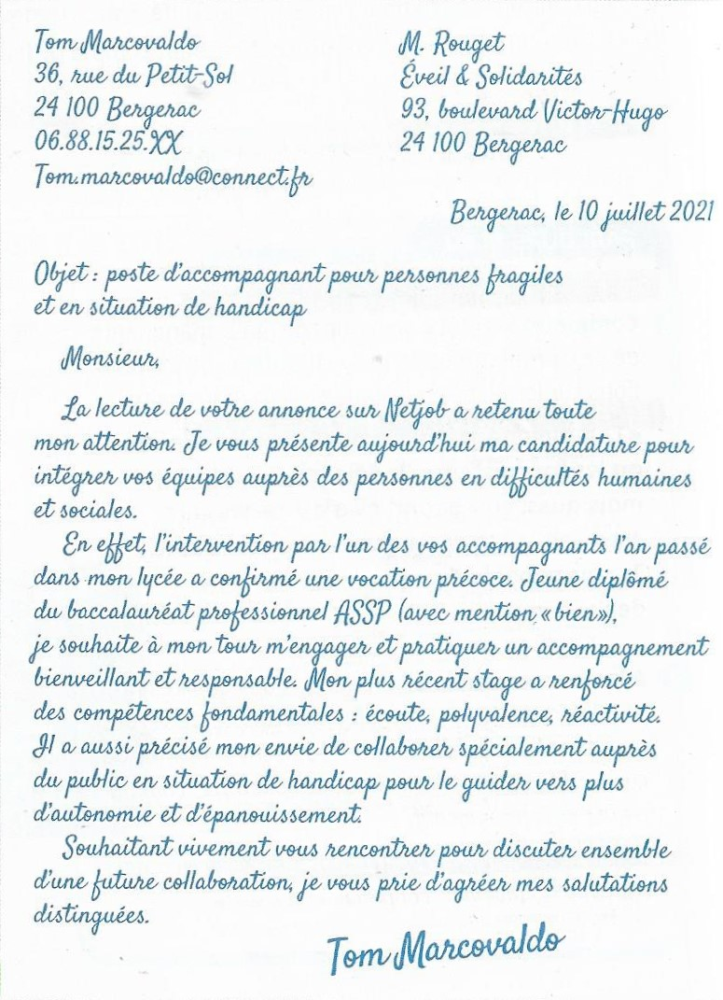 Tom Marcovaldo
36, rue du Petit-Sol
24 100 Bergerac
06.88.15.25.XX
Tom.marcovaldo@connect.fr
M. Rouget
Éveil & Solidarités
93, boulevard Victor-Hugo
24 100 Bergerac
Bergerac, le 10 juillet 2021
Objet : poste d'accompagnant pour personnes fragiles
et en situation de handicap
Monsieur,
La lecture de votre annonce sur Netjob a retenu toute
mon attention. Je vous présente aujourd'hui ma candidature pour
intégrer vos équipes auprès des personnes en difficultés humaines
et sociales.
En effet, l'intervention par l'un des vos accompagnants l'an passé
dans mon lycée a confirmé une vocation précoce. Jeune diplômé
du baccalauréat professionnel ASSP (avec mention « bien »),
je souhaite à mon tour m'engager et pratiquer un accompagnement
bienveillant et responsable. Mon plus récent stage a renforcé
des compétences fondamentales : écoute, polyvalence, réactivité.
Il a aussi précisé mon envie de collaborer spécialement auprès
du public en situation de handicap pour le guider vers plus
d'autonomie et d'épanouissement.
Souhaitant vivement vous rencontrer pour discuter ensemble
d'une future collaboration, je vous prie d'agréer mes salutations
distinguées.
Tom Marcovaldo